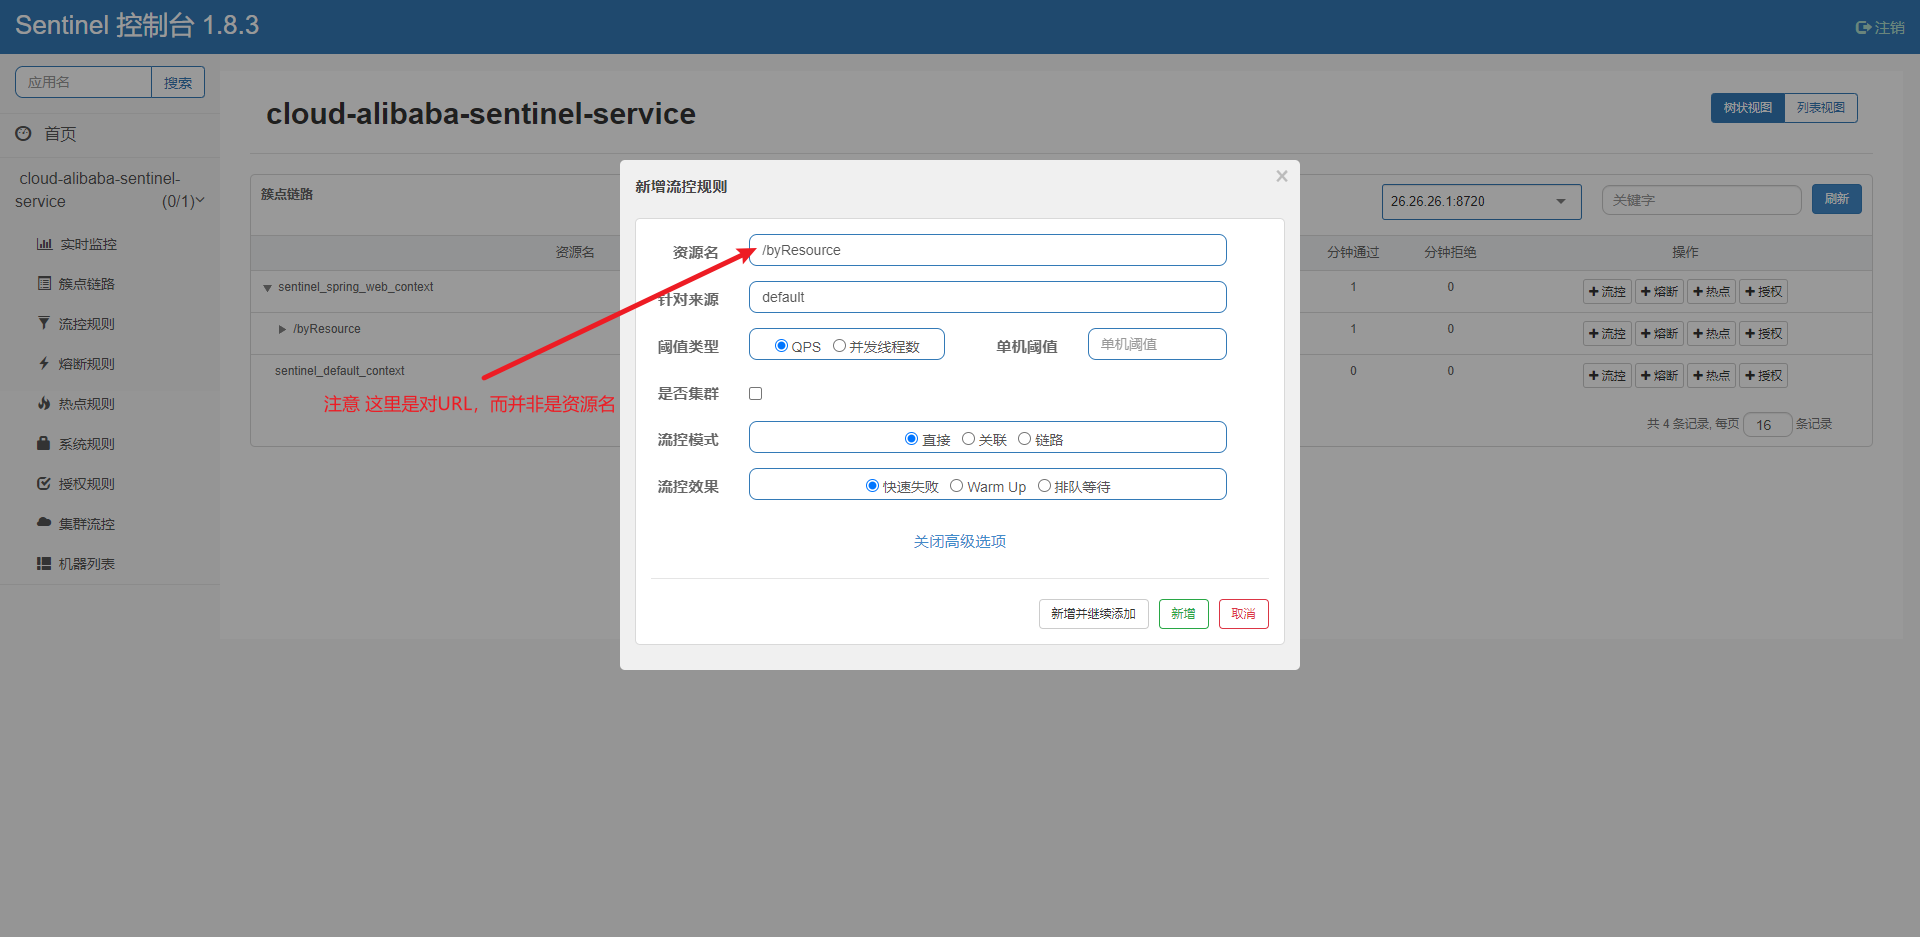 Sentinel 控制台 1.8.3
注销
应用名
搜索
首页
cloud-alibaba-sentinel-service
(0/1)
实时监控
簇点链路
流控规则
熔断规则
热点规则
系统规则
授权规则
集群流控
机器列表
cloud-alibaba-sentinel-service
树状视图
列表视图
簇点链路
26.26.26.1:8720
关键字
刷新
资源名
分钟通过
分钟拒绝
操作
sentinel_spring_web_context
1
0
流控
熔断
热点
授权
/byResource
1
0
流控
熔断
热点
授权
sentinel_default_context
0
0
流控
熔断
热点
授权
共 4 条记录, 每页 16 条记录
新增流控规则
×
资源名
/byResource
针对来源
default
阈值类型
QPS
并发线程数
单机阈值
单机阈值
是否集群
流控模式
直接
关联
链路
流控效果
快速失败
Warm Up
排队等待
关闭高级选项
新增并继续添加
新增
取消
注意 这里是对URL，而并非是资源名